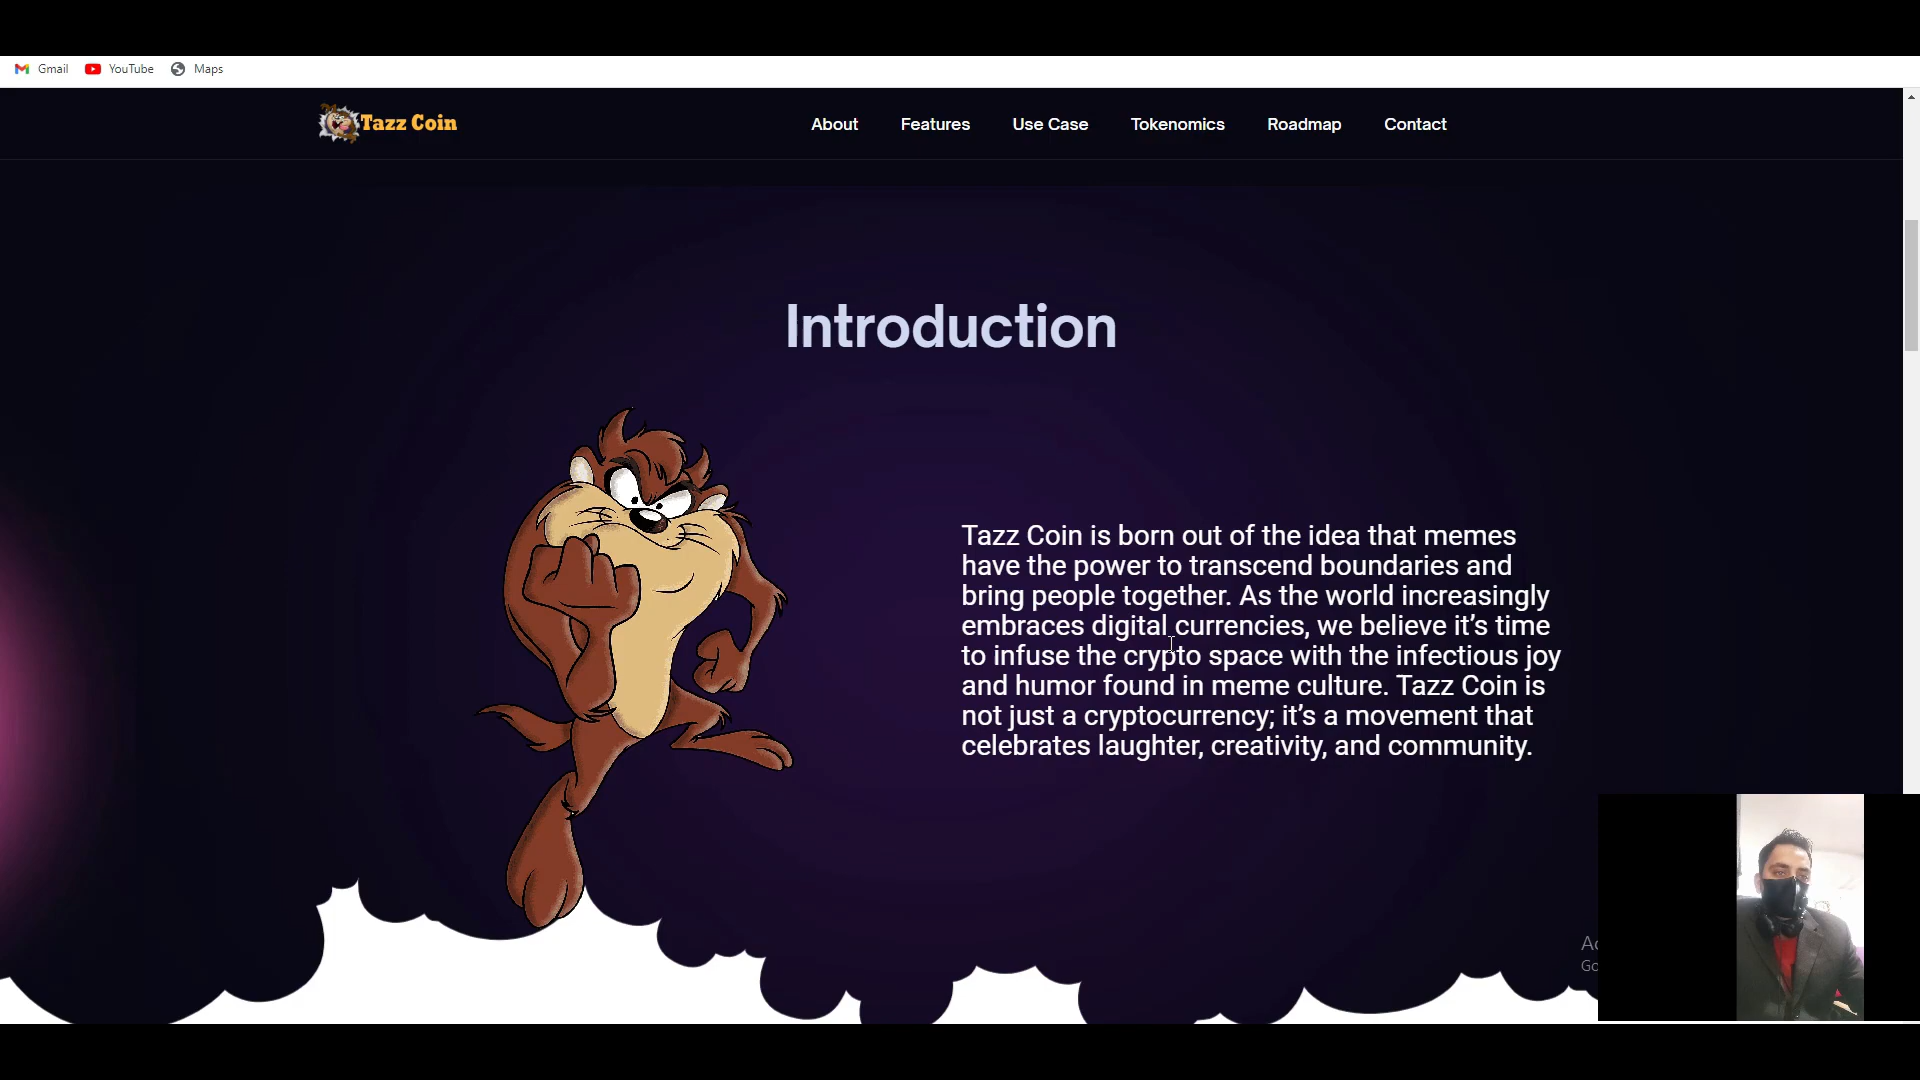 Gmail YouTube Maps
Tazz Coin About Features Use Case Tokenomics Roadmap Contact
Introduction
Tazz Coin is born out of the idea that memes
have the power to transcend boundaries and
bring people together. As the world increasingly
embraces digital currencies, we believe it’s time
to infuse the crypto space with the infectious joy
and humor found in meme culture. Tazz Coin is
not just a cryptocurrency; it’s a movement that
celebrates laughter, creativity, and community.
Go